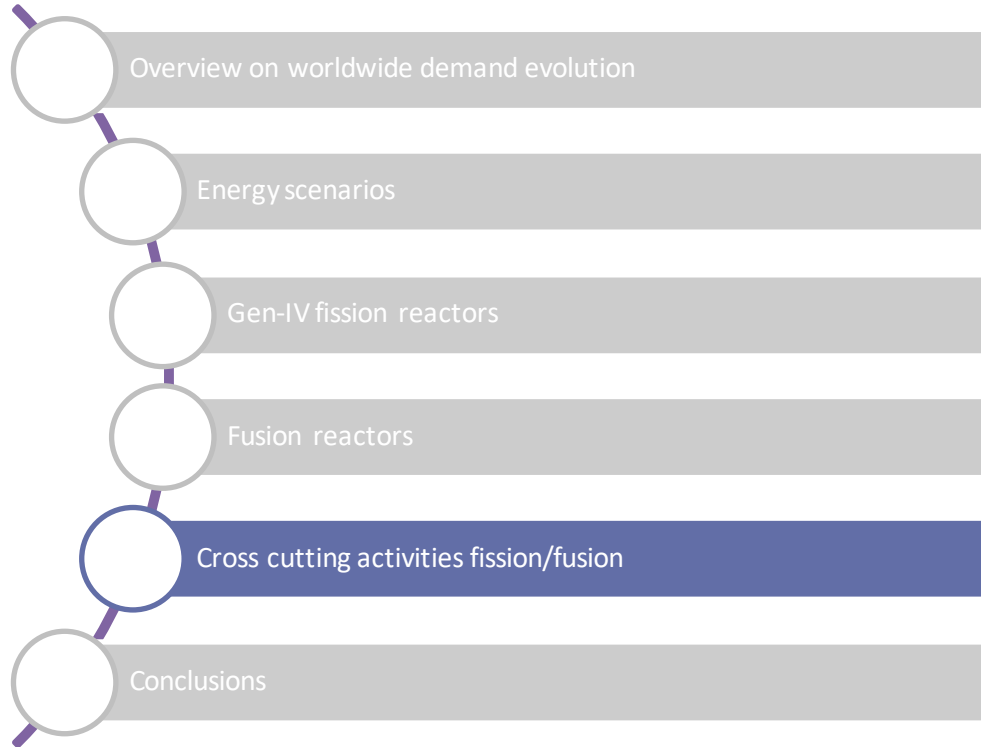 Overview on worldwide demand evolution
Energy scenarios
Gen-IV fission reactors
Fusion reactors
Cross cutting activities fission/fusion
Conclusions